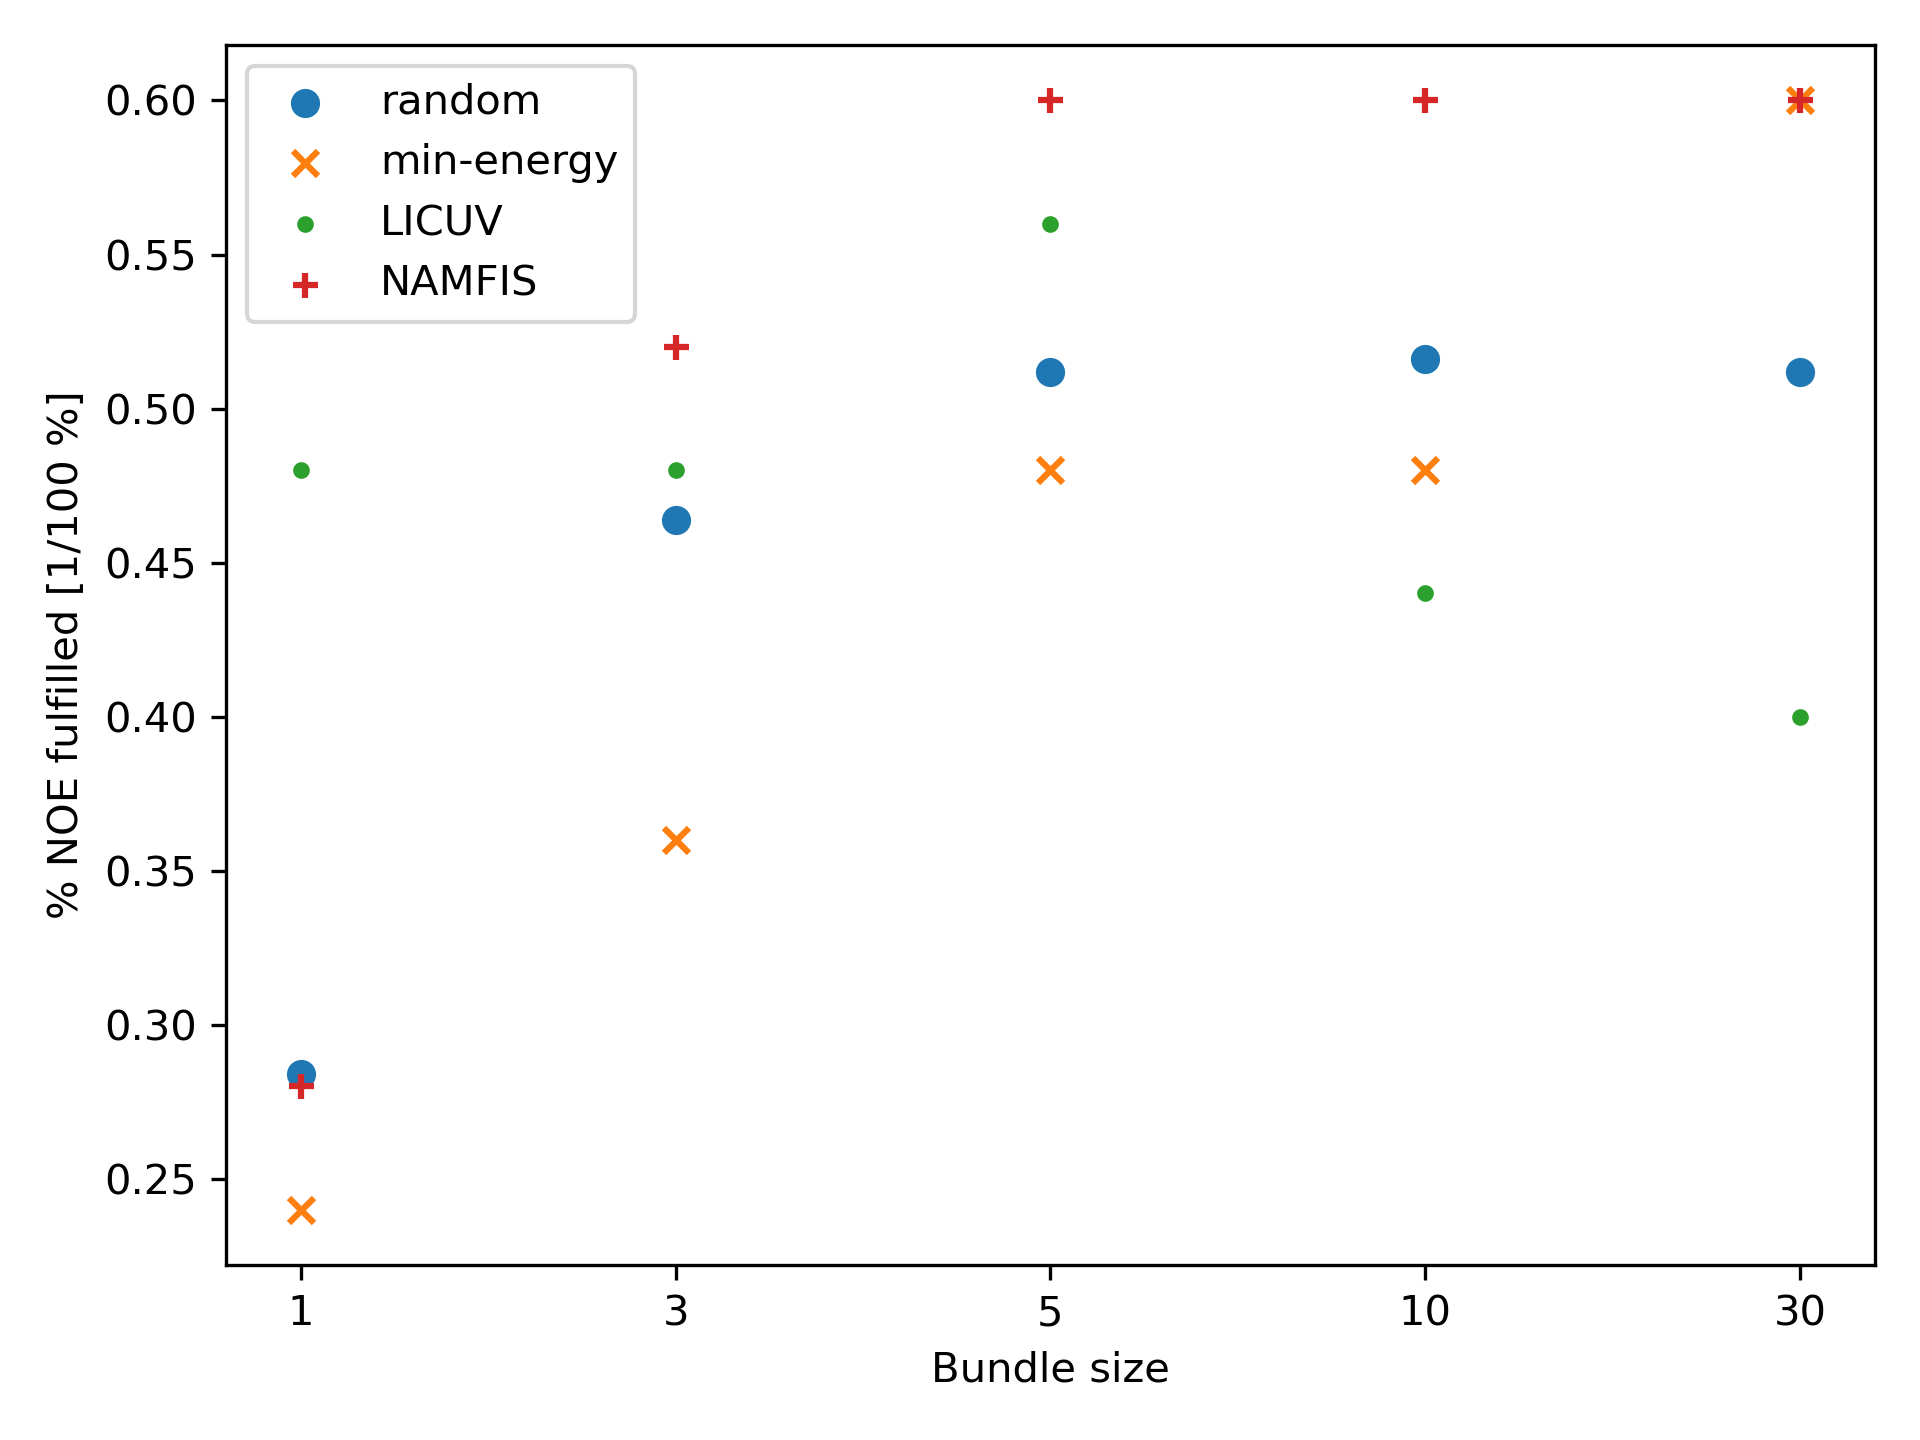 random
min-energy
LICUV
NAMFIS
0.60
0.55
0.50
0.45
0.40
0.35
0.30
0.25
% NOE fulfilled [1/100 %]
1 3 5 10 30
Bundle size